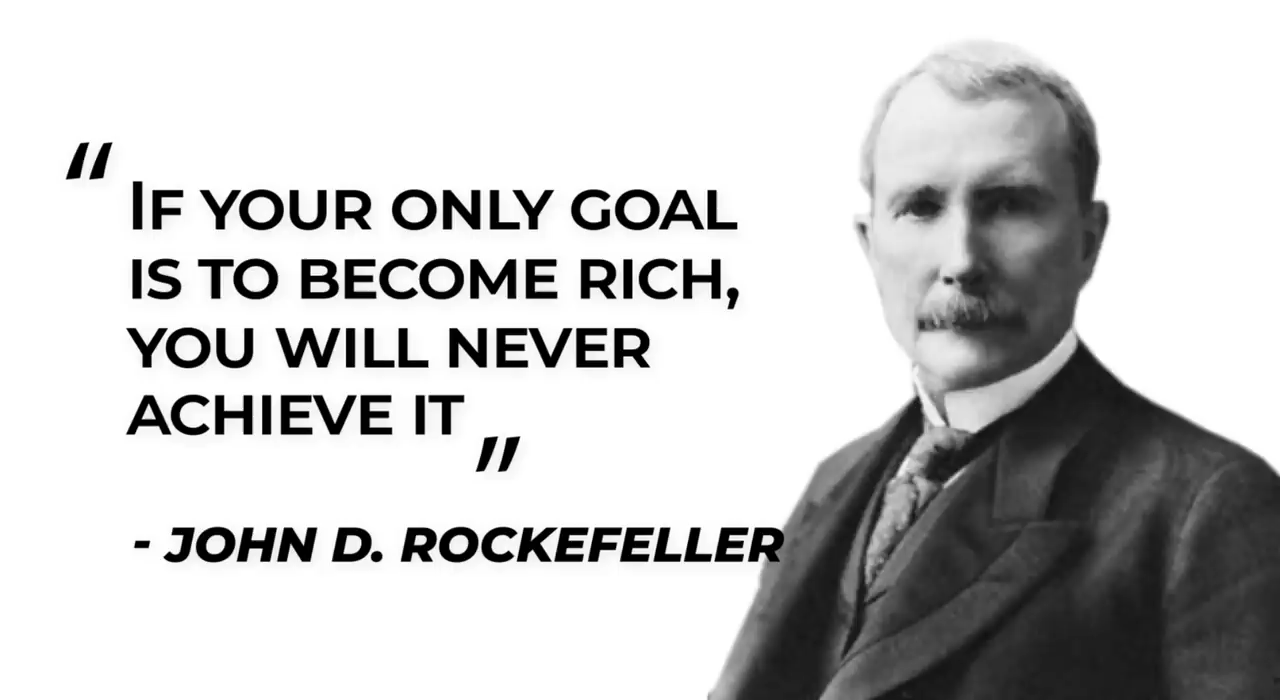 “ IF YOUR ONLY GOAL
IS TO BECOME RICH,
YOU WILL NEVER
ACHIEVE IT ”
- JOHN D. ROCKEFELLER